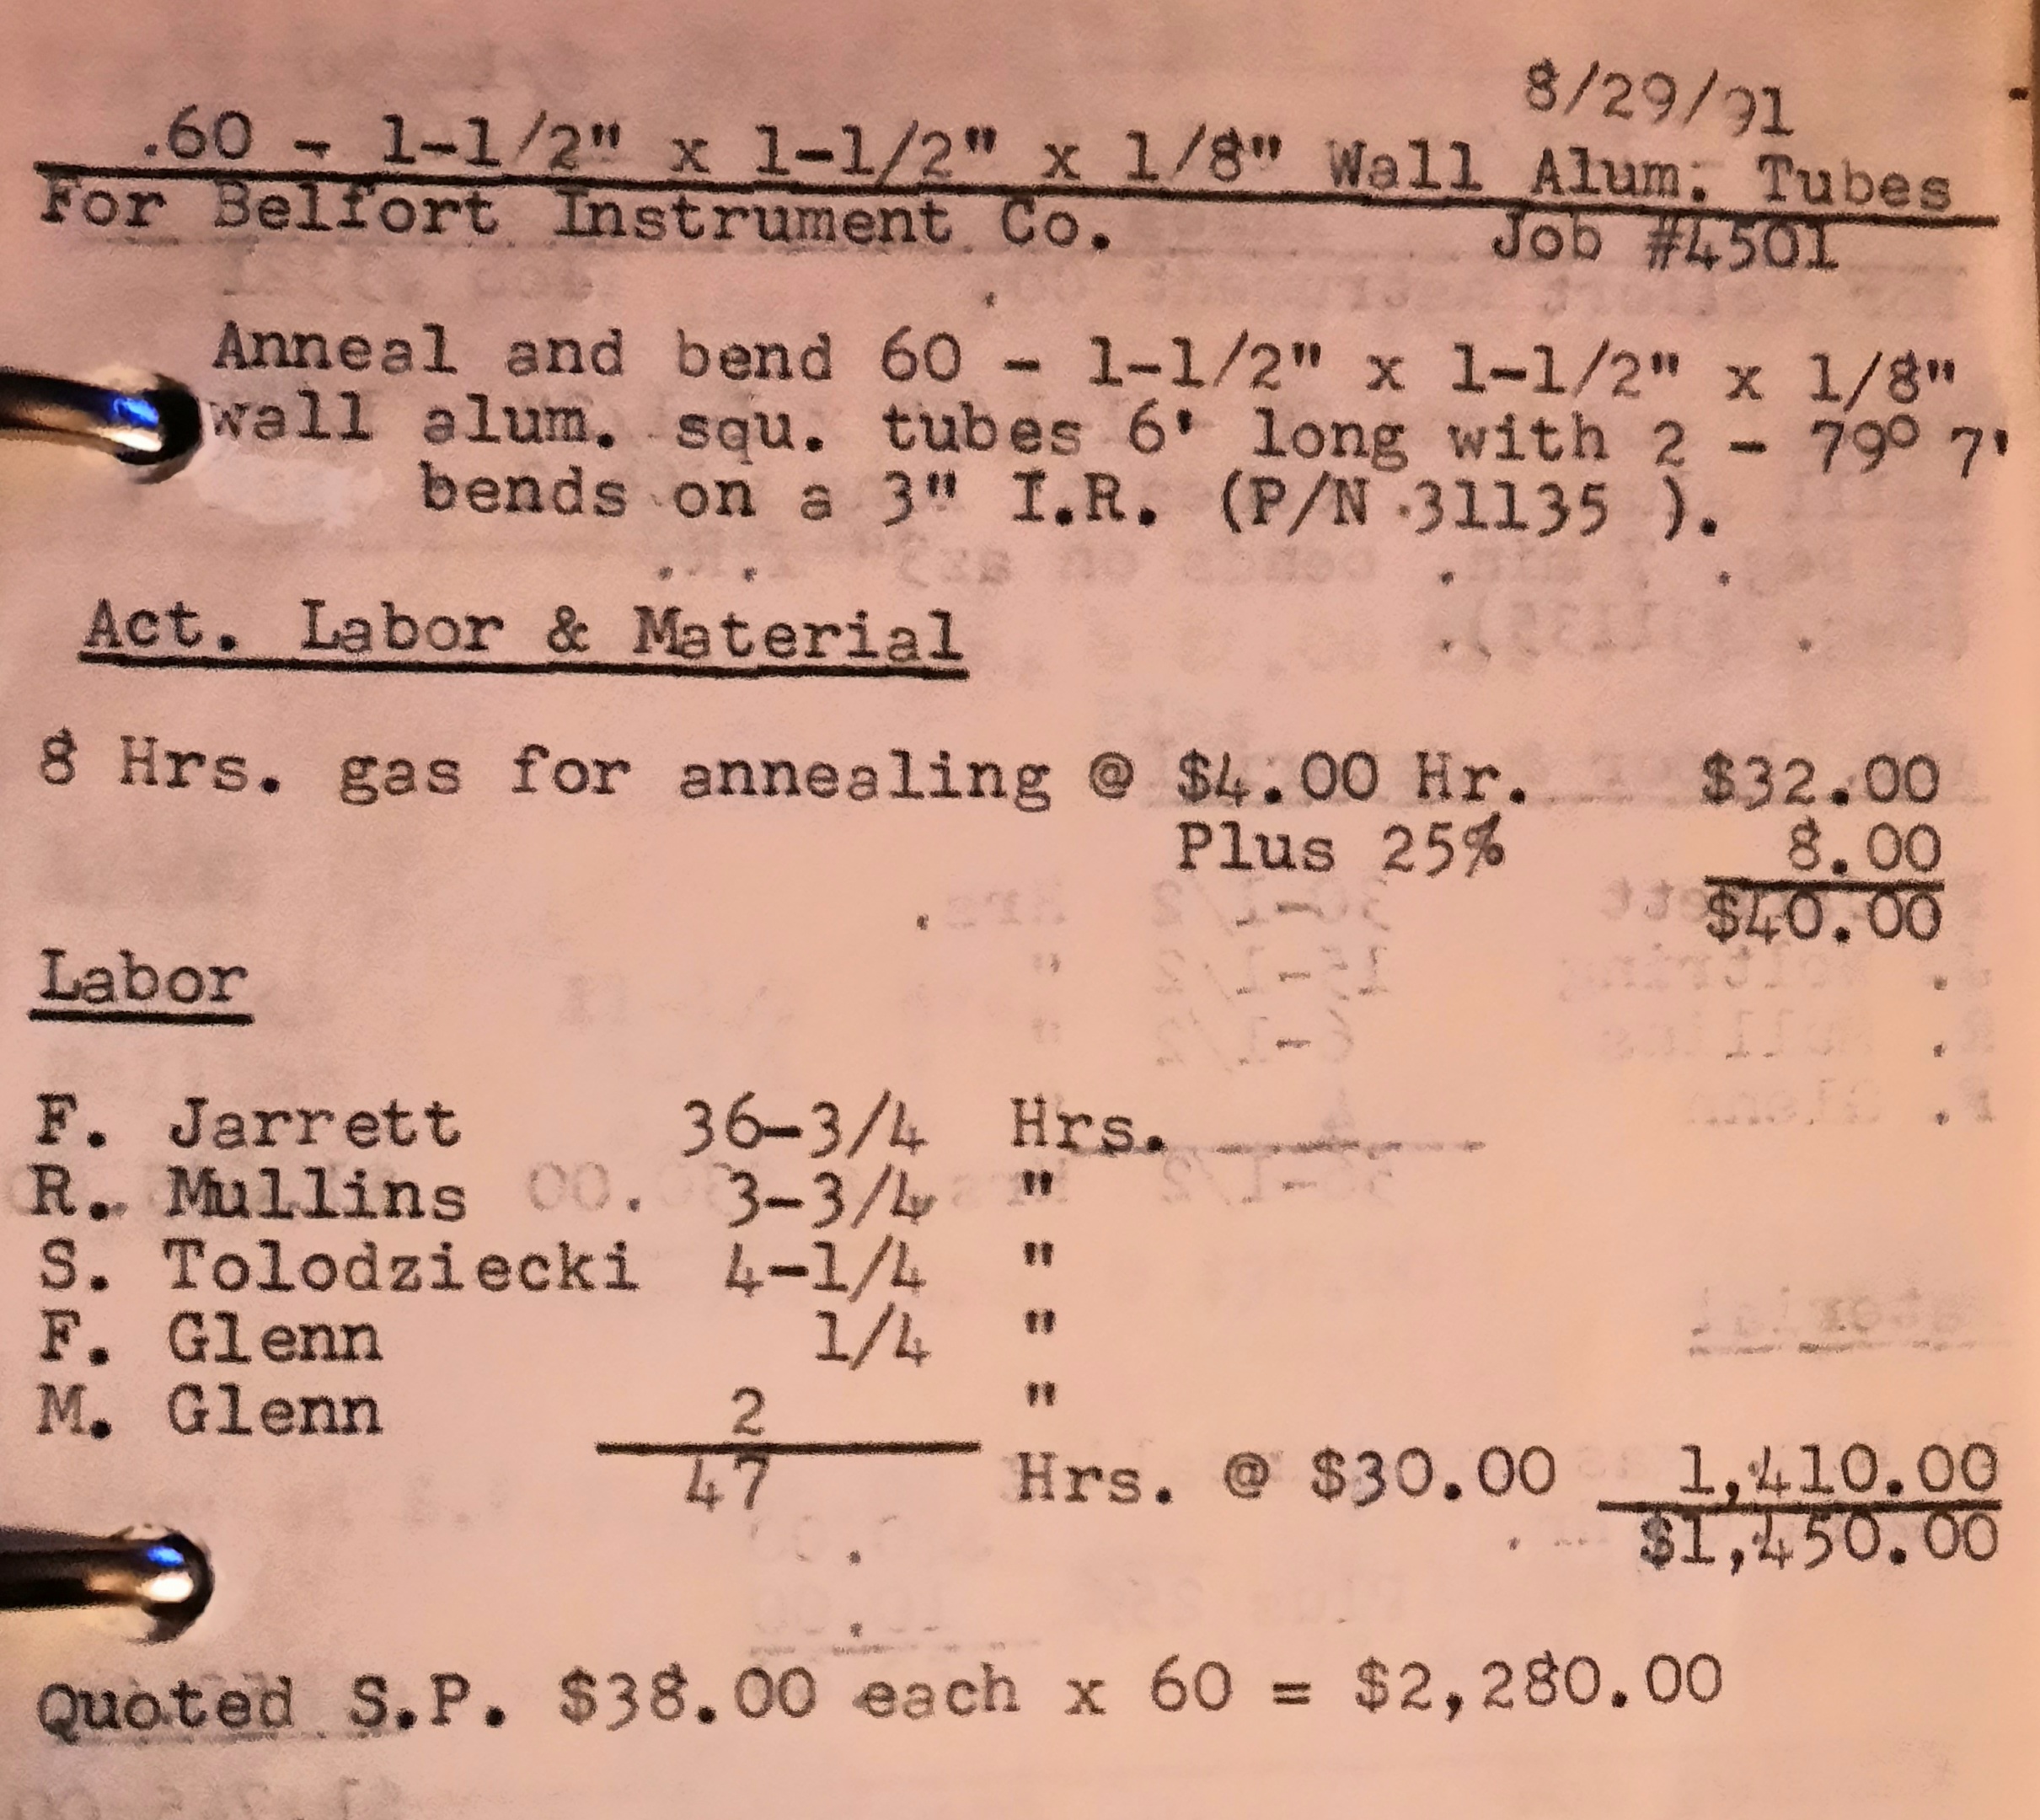 8/29/91
.60 - 1-1/2" x 1-1/2" x 1/8" Wall Alum. Tubes
For Belfort Instrument Co. Job #4501
Anneal and bend 60 - 1-1/2" x 1-1/2" x 1/8"
wall alum. squ. tubes 6' long with 2 - 79° 7'
bends on a 3" I.R. (P/N 31135 ).
Act. Labor & Material
8 Hrs. gas for annealing @ $4.00 Hr. $32.00
Plus 25% 8.00
$40.00
Labor
F. Jarrett 36-3/4 Hrs.
R. Mullins 3-3/4 "
S. Tolodziecki 4-1/4 "
F. Glenn 1/4 "
M. Glenn 2 "
47 Hrs. @ $30.00 1,410.00
$1,450.00
Quoted S.P. $38.00 each x 60 = $2,280.00